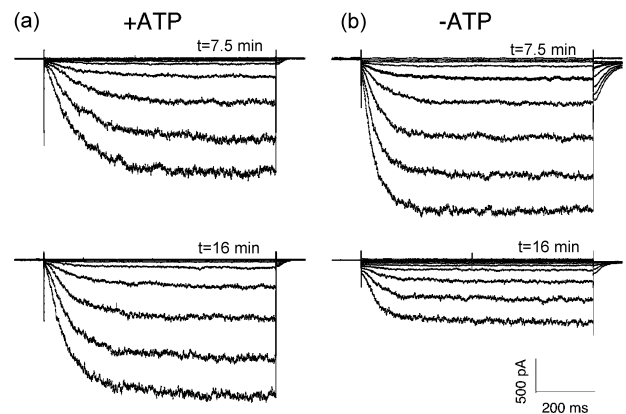 (a) +ATP
(b) -ATP
t=7.5 min
t=7.5 min
t=16 min
t=16 min
500 pA
200 ms